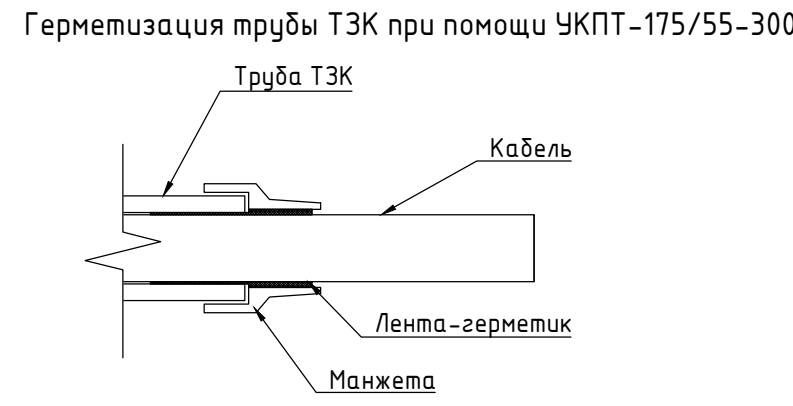 Герметизация трубы ТЗК при помощи УКПТ-175/55-300
Труба ТЗК
Кабель
Лента-герметик
Манжета